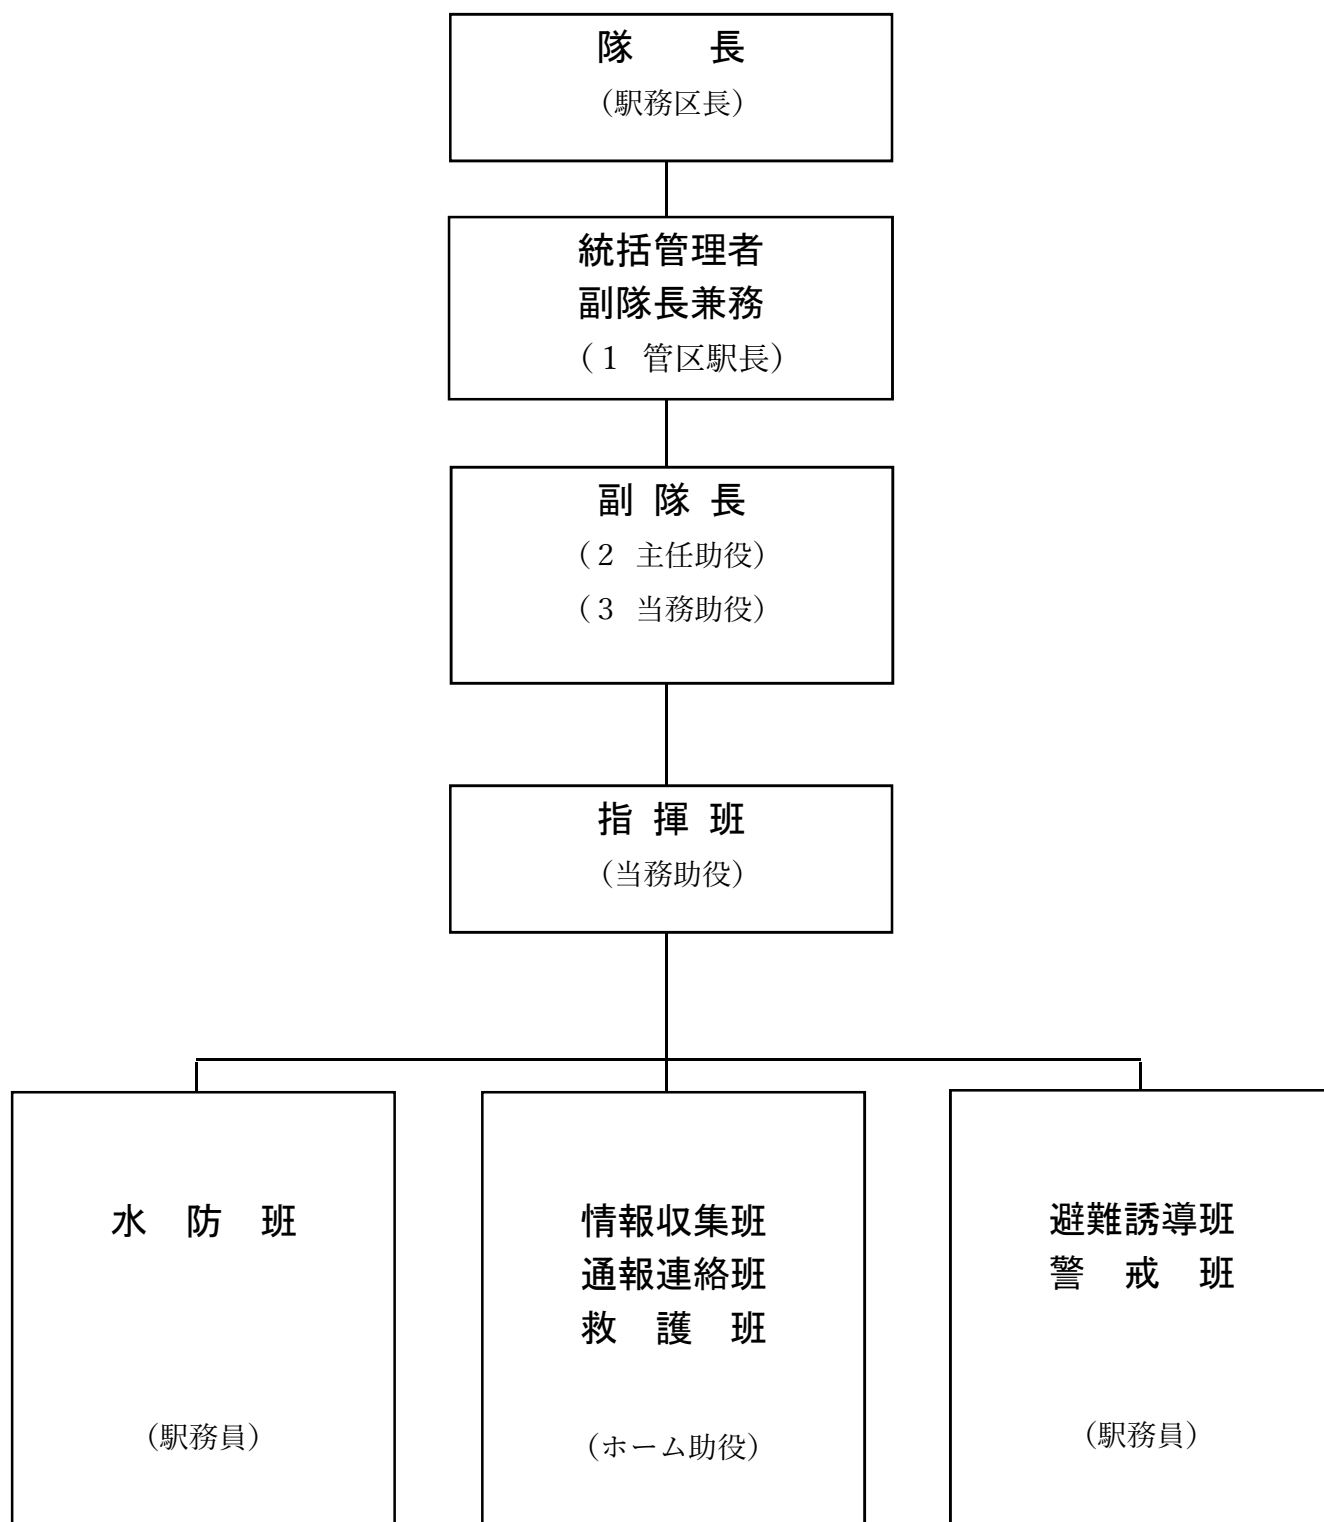 隊　　長
（駅務区長）
統括管理者
副隊長兼務
（１　管区駅長）
副 隊 長
（２　主任助役）
（３　当務助役）
指 揮 班
（当務助役）
水　防　班
（駅務員）
情報収集班
通報連絡班
救　護　班
（ホーム助役）
避難誘導班
警　戒　班
（駅務員）